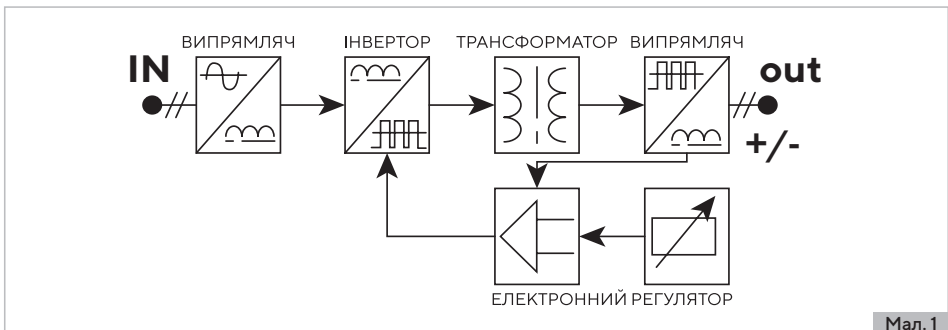 ВИПРЯМЛЯЧ ІНВЕРТОР ТРАНСФОРМАТОР ВИПРЯМЛЯЧ
IN out
+/-
ЕЛЕКТРОННИЙ РЕГУЛЯТОР
Мал. 1